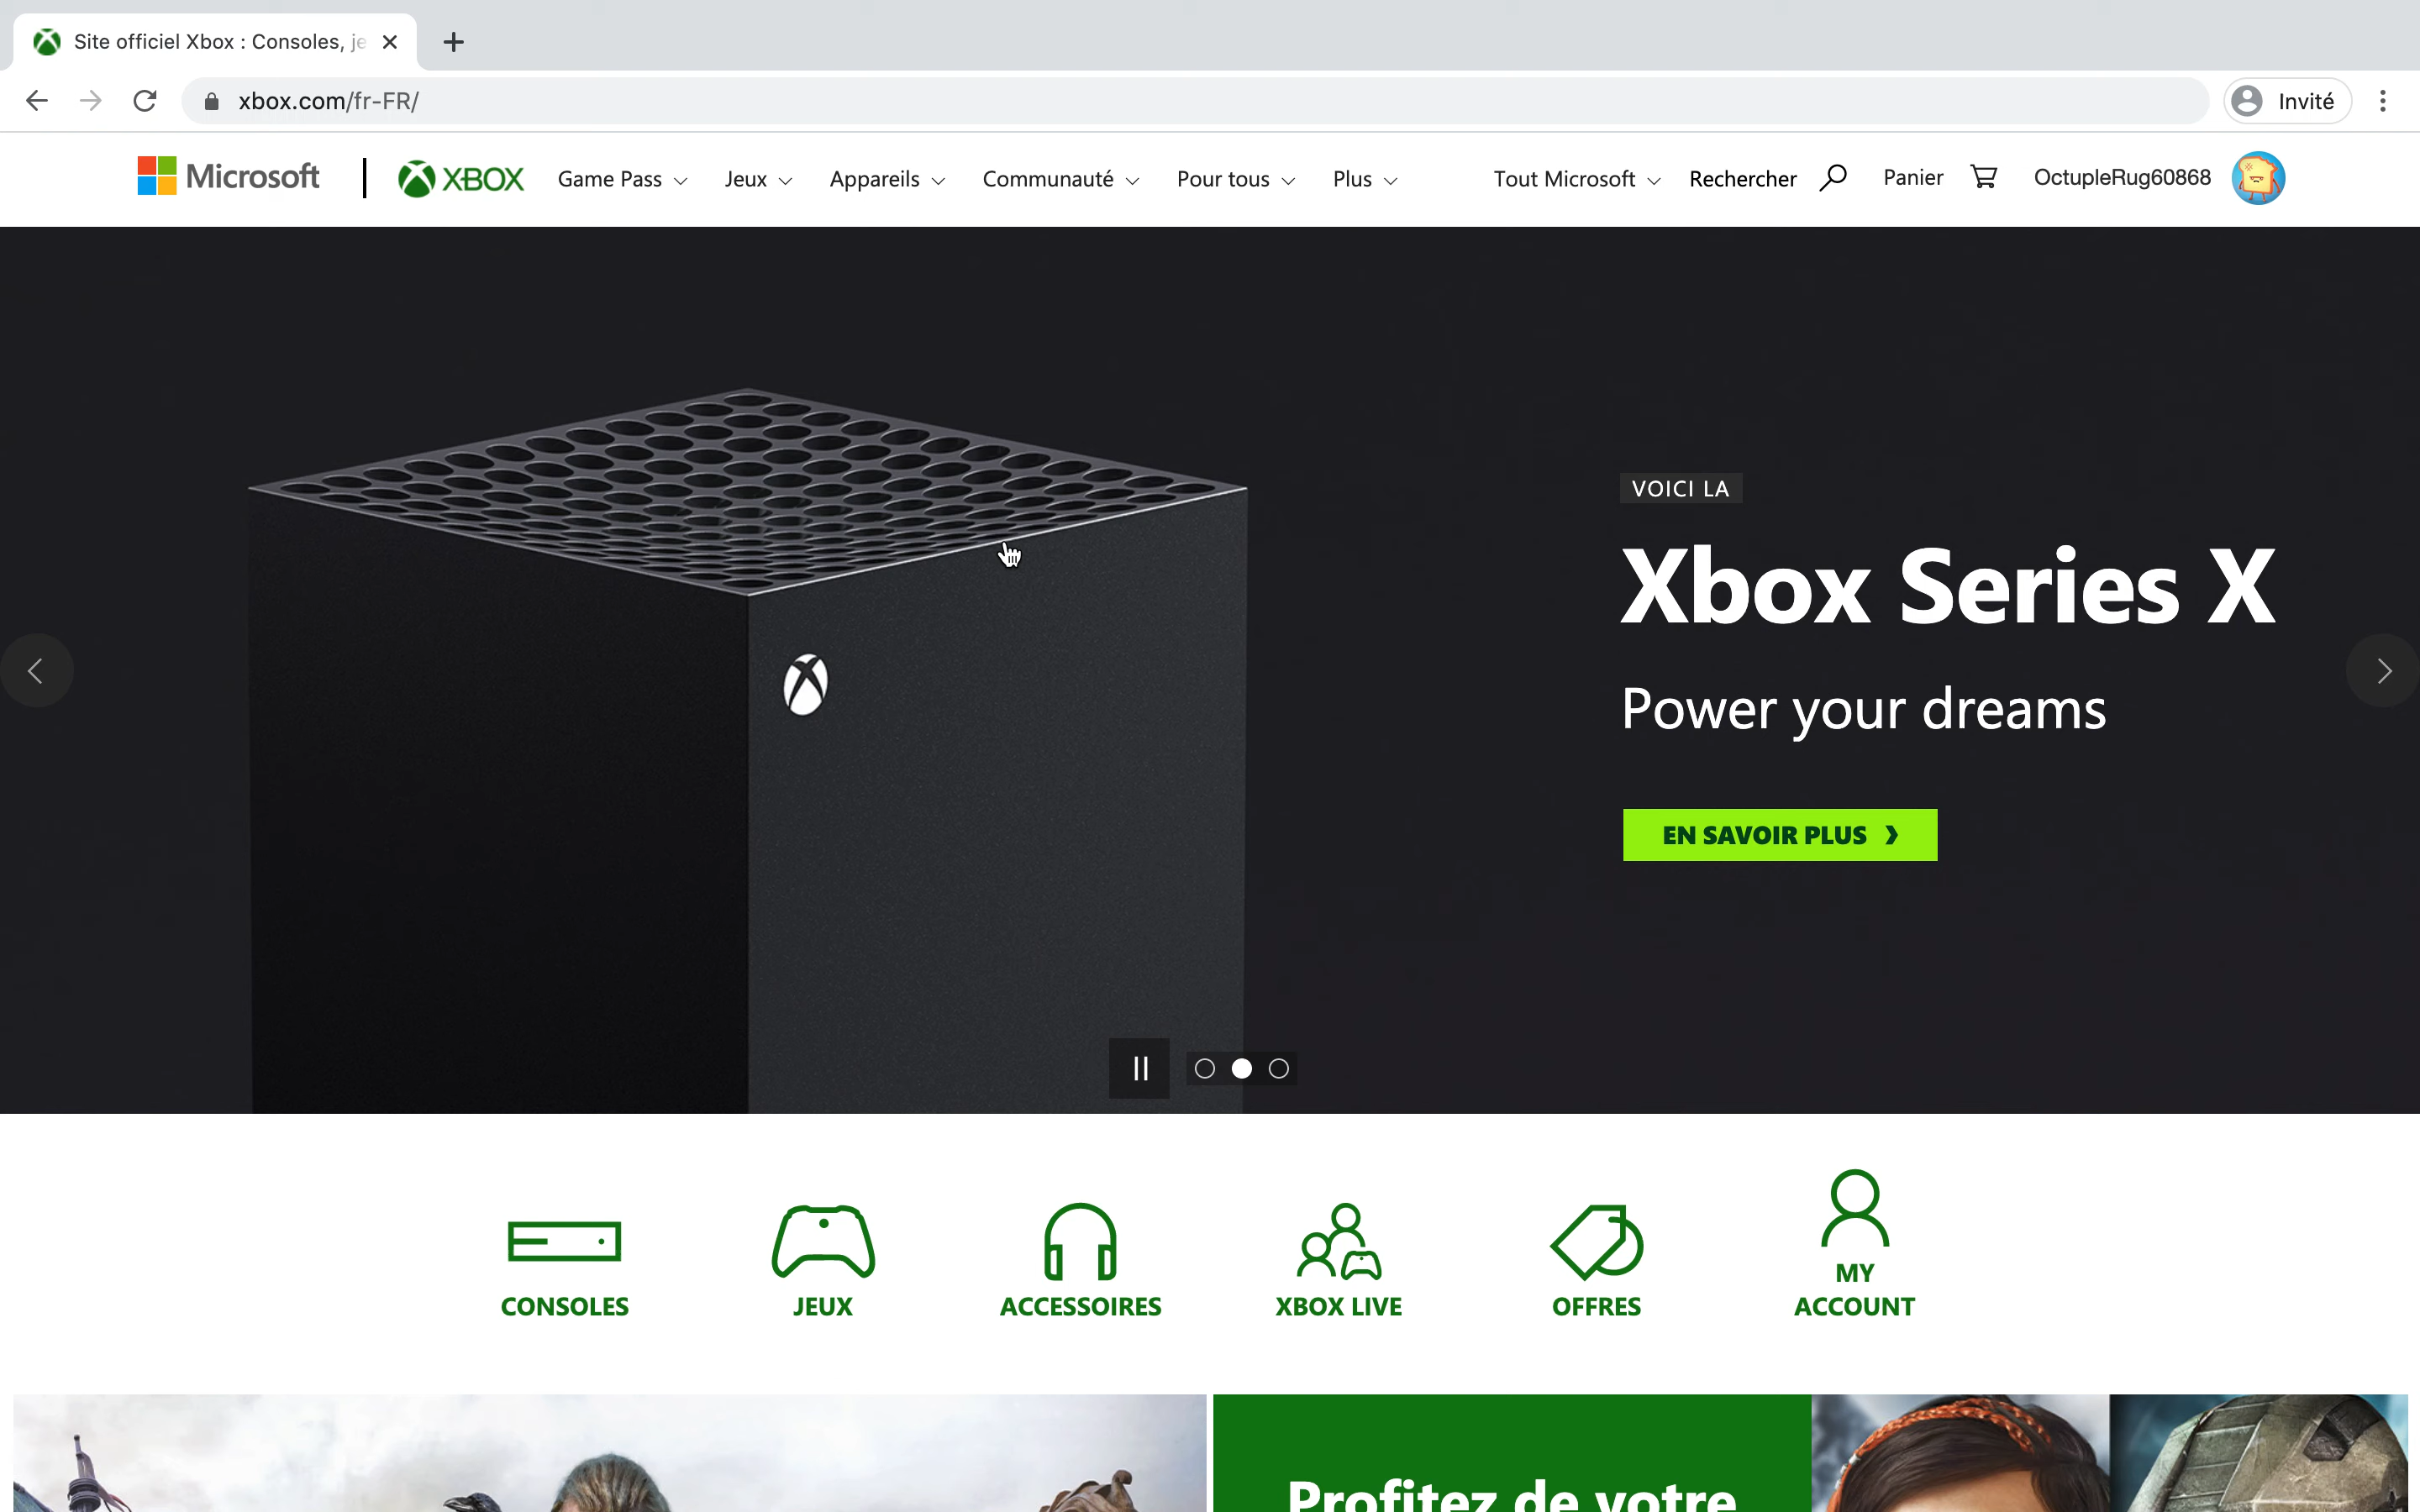 Site officiel Xbox : Consoles, je
xbox.com/fr-FR/
Invité
Microsoft
XBOX
Game Pass
Jeux
Appareils
Communauté
Pour tous
Plus
Tout Microsoft
Rechercher
Panier
OctupleRug60868
VOICI LA
Xbox Series X
Power your dreams
EN SAVOIR PLUS
CONSOLES
JEUX
ACCESSOIRES
XBOX LIVE
OFFRES
MY
ACCOUNT
Profitez de votre